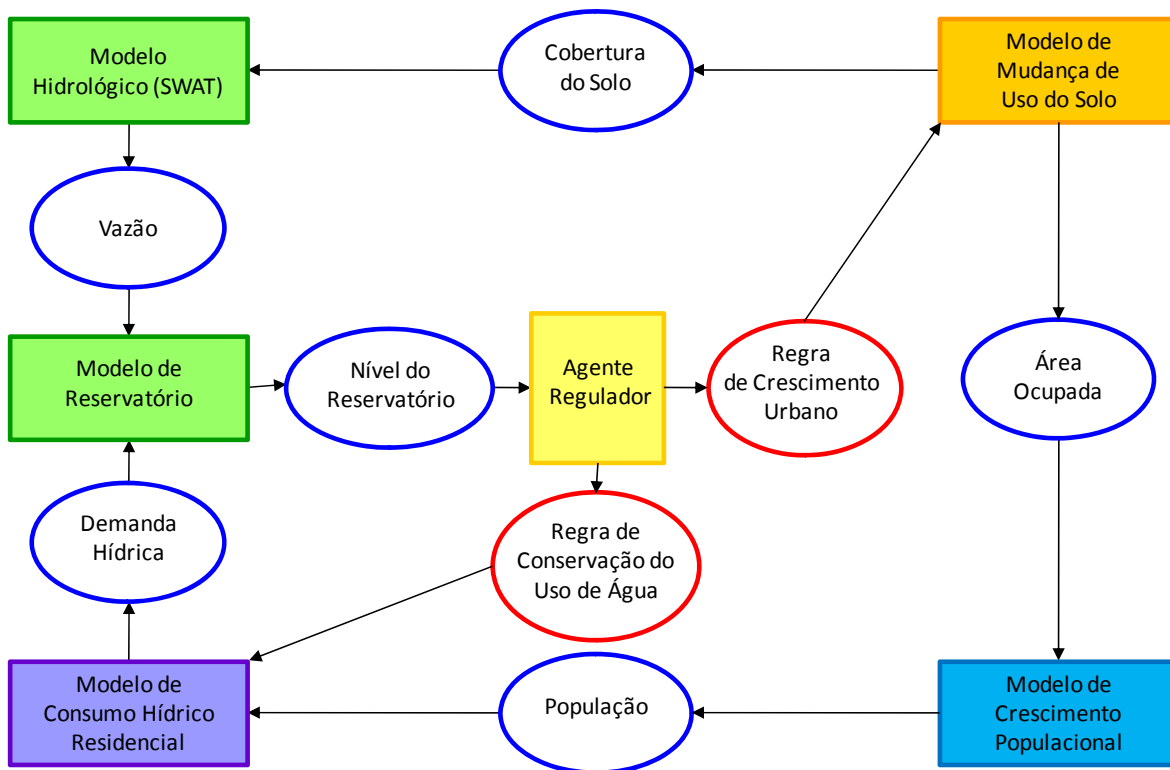 Modelo
Hidrológico (SWAT)
Cobertura
do Solo
Modelo de
Mudança de
Uso do Solo
Vazão
Modelo de
Reservatório
Nível do
Reservatório
Agente
Regulador
Regra
de Crescimento
Urbano
Área
Ocupada
Demanda
Hídrica
Regra de
Conservação do
Uso de Água
Modelo de
Consumo Hídrico
Residencial
População
Modelo de
Crescimento
Populacional